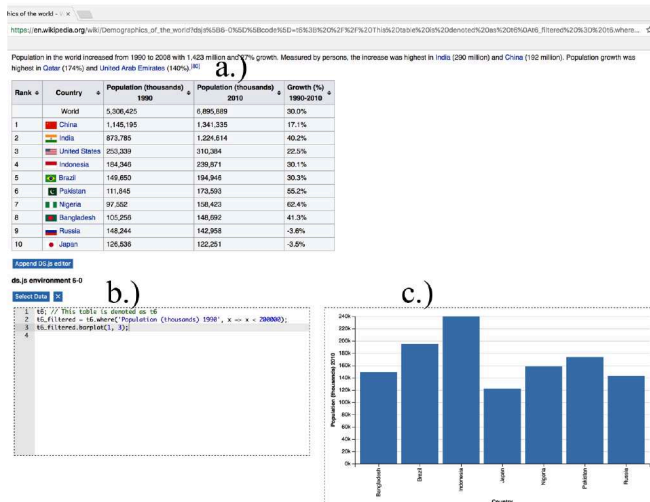 hics of the world -
https://en.wikipedia.org/wiki/Demographics_of_the_world?dsjs%5B6-0%5D%5Bcode%5D=t6%3B%20%2F%2F%20This%20table%20is%20denoted%20as%20t6%0At6_filtered%20%3D%20t6.where...
Population in the world increased from 1990 to 2008 with 1,423 million and 27% growth. Measured by persons, the increase was highest in India (290 million) and China (192 million). Population growth was
highest in Qatar (174%) and United Arab Emirates (140%).[80]
a.)
Rank Country Population (thousands) 1990 Population (thousands) 2010 Growth (%) 1990-2010
World 5,306,425 6,895,889 30.0%
1 China 1,145,195 1,341,335 17.1%
2 India 873,785 1,224,614 40.2%
3 United States 253,339 310,384 22.5%
4 Indonesia 184,346 239,871 30.1%
5 Brazil 149,650 194,946 30.3%
6 Pakistan 111,845 173,593 55.2%
7 Nigeria 97,552 158,423 62.4%
8 Bangladesh 105,256 148,692 41.3%
9 Russia 148,244 142,958 -3.6%
10 Japan 126,536 122,251 -3.5%
Append DS.js editor
ds.js environment 6-0
b.)
Select Data ×
1 t6; // This table is denoted as t6
2 t6_filtered = t6.where('Population (thousands) 1990', x => x < 200000);
3 t6_filtered.barplot(1, 3);
4
c.)
Population (thousands) 2010
240k
220k
200k
180k
160k
140k
120k
100k
80k
60k
40k
20k
0k
Bangladesh
Brazil
Indonesia
Japan
Nigeria
Pakistan
Russia
Country